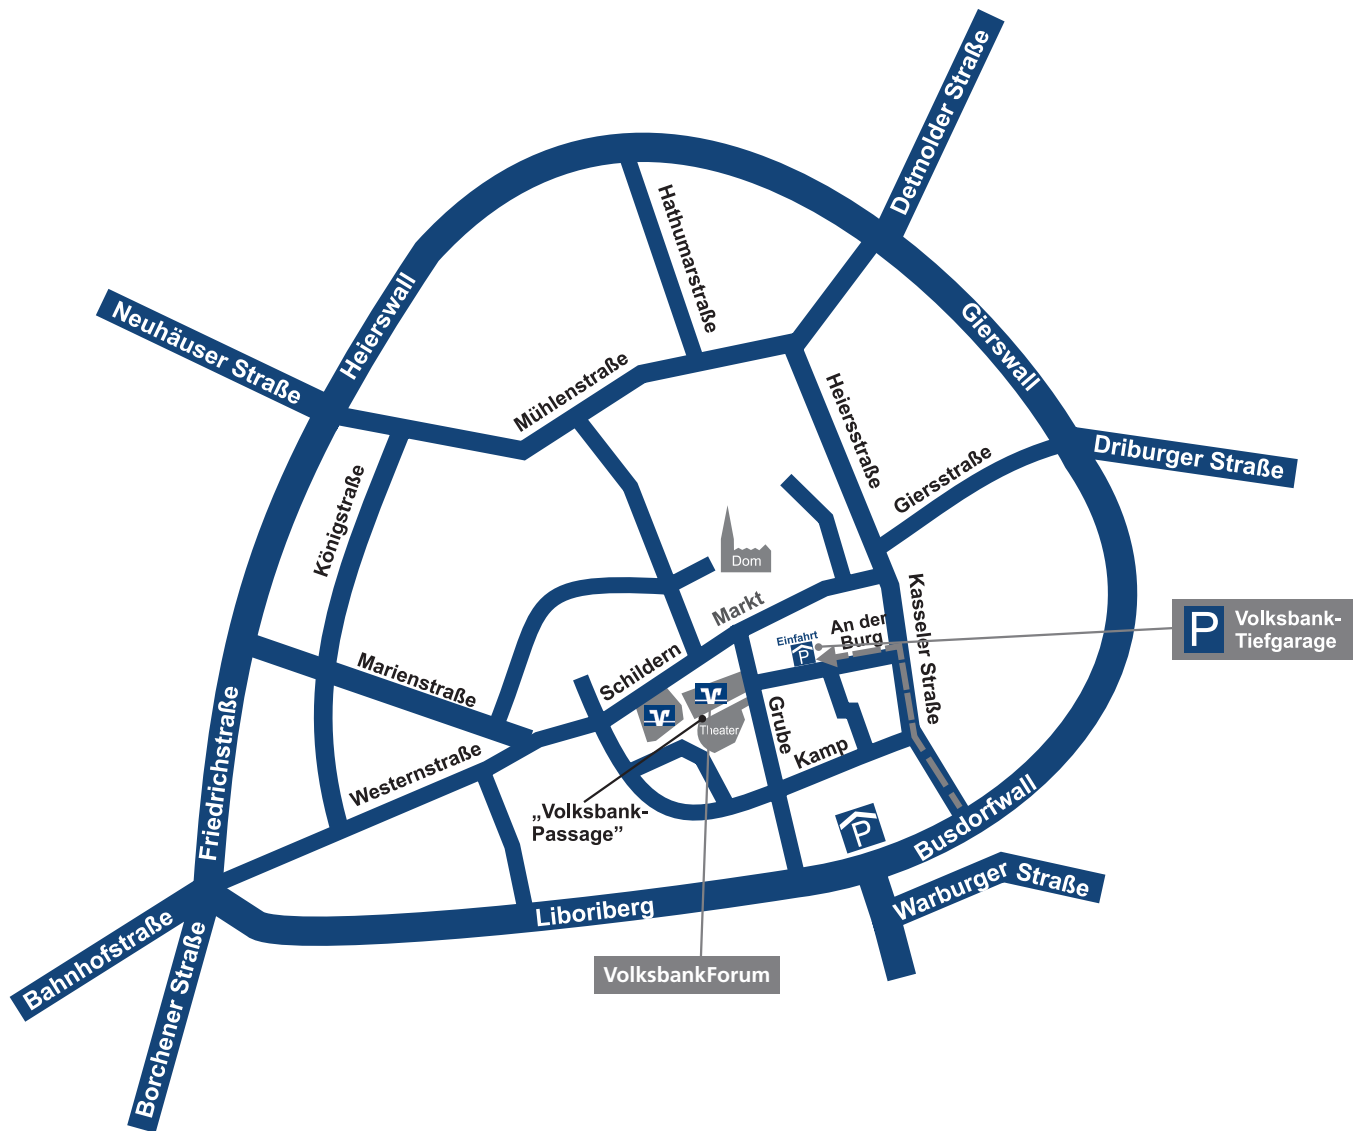 Detmolder Straße
Hathumarstraße
Heierswall
Neuhäuser Straße
Gierswall
Mühlenstraße
Heiersstraße
Driburger Straße
Giersstraße
Königstraße
Dom
Markt
Kasseler Straße
An der
Burg
Einfahrt
P
P Volksbank-
Tiefgarage
Marienstraße
Schildern
Friedrichstraße
Theater
Grube
Westernstraße
Kamp
„Volksbank-
Passage”
P
Busdorfwall
Warburger Straße
Liboriberg
Bahnhofstraße
Borchener Straße
VolksbankForum